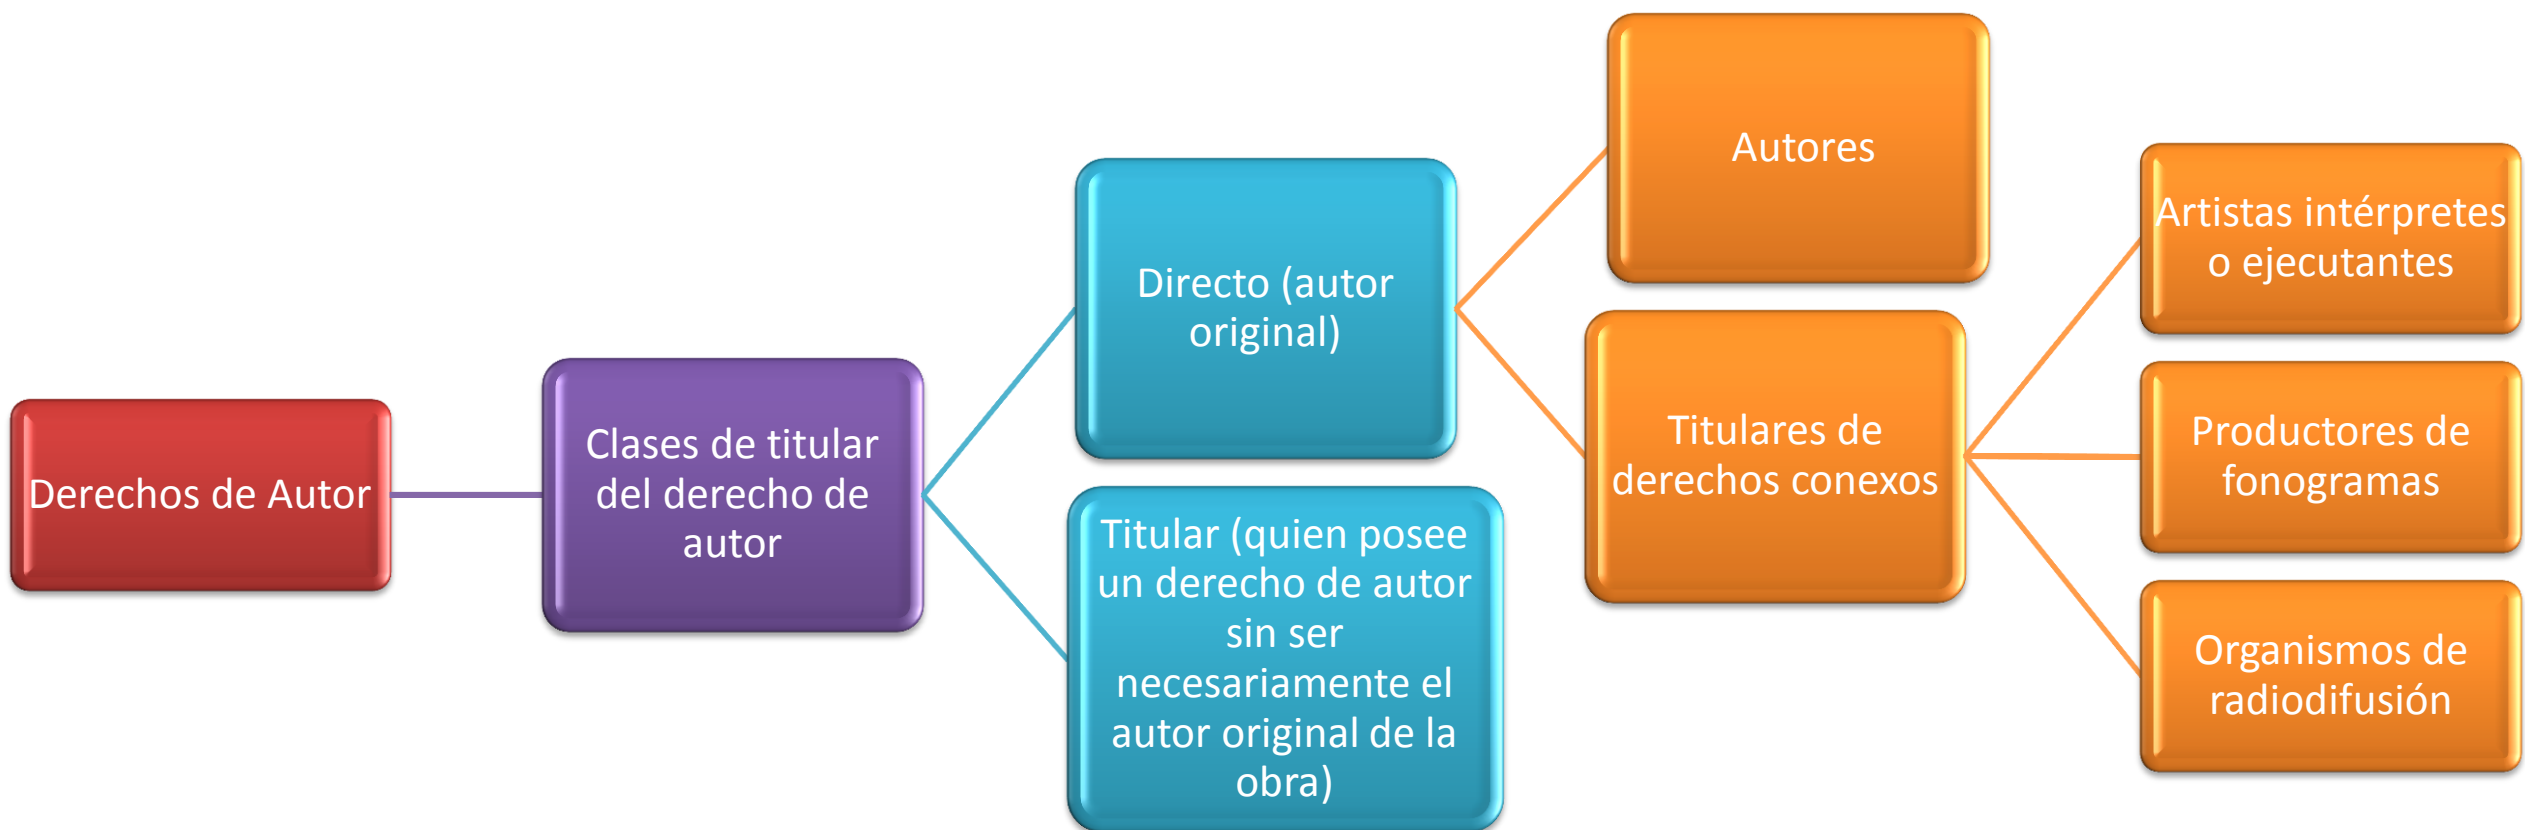 Derechos de Autor
Clases de titular
del derecho de
autor
Directo (autor
original)
Titular (quien posee
un derecho de autor
sin ser
necesariamente el
autor original de la
obra)
Autores
Titulares de
derechos conexos
Artistas intérpretes
o ejecutantes
Productores de
fonogramas
Organismos de
radiodifusión